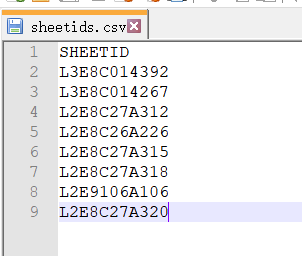 sheetids.csv
1 SHEETID
2 L3E8C014392
3 L3E8C014267
4 L2E8C27A312
5 L2E8C26A226
6 L2E8C27A315
7 L2E8C27A318
8 L2E9106A106
9 L2E8C27A320